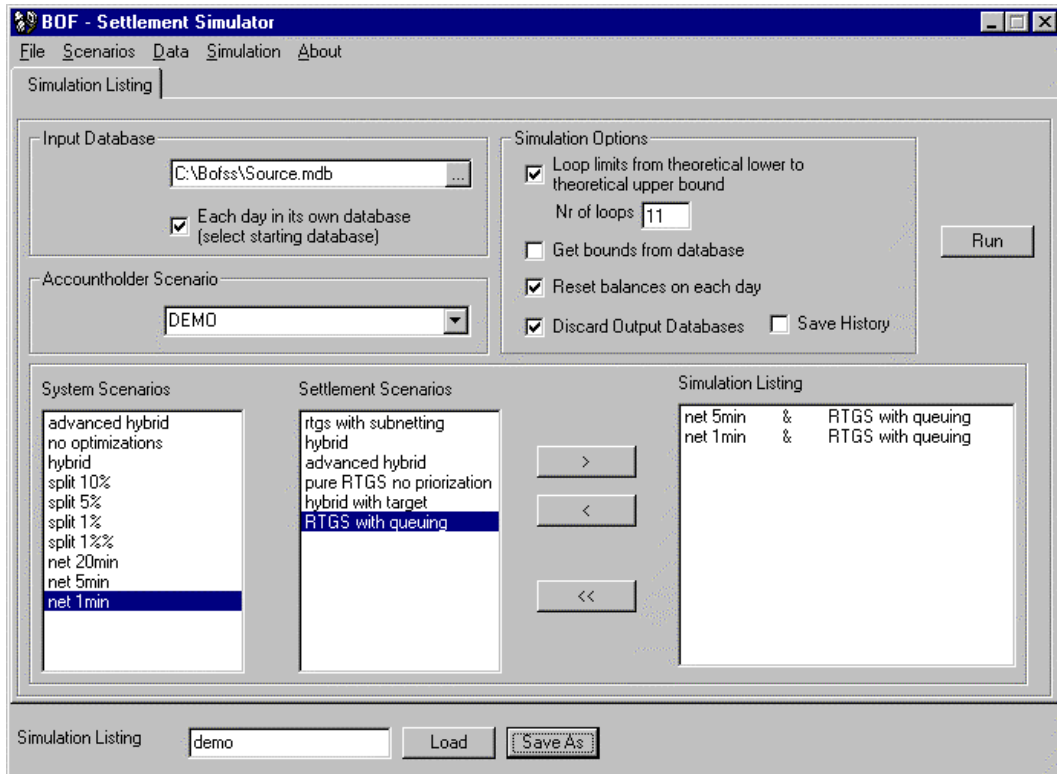 BOF - Settlement Simulator
File Scenarios Data Simulation About
Simulation Listing
Input Database
C:\Bofss\Source.mdb
...
Each day in its own database
(select starting database)
Accountholder Scenario
DEMO
Simulation Options
Loop limits from theoretical lower to
theoretical upper bound
Nr of loops 11
Get bounds from database
Reset balances on each day
Discard Output Databases Save History
Run
System Scenarios
advanced hybrid
no optimizations
hybrid
split 10%
split 5%
split 1%
split 1%%
net 20min
net 5min
net 1min
Settlement Scenarios
rtgs with subnetting
hybrid
advanced hybrid
pure RTGS no priorization
hybrid with target
RTGS with queuing
>
<
<<
Simulation Listing
net 5min & RTGS with queuing
net 1min & RTGS with queuing
Simulation Listing demo Load Save As